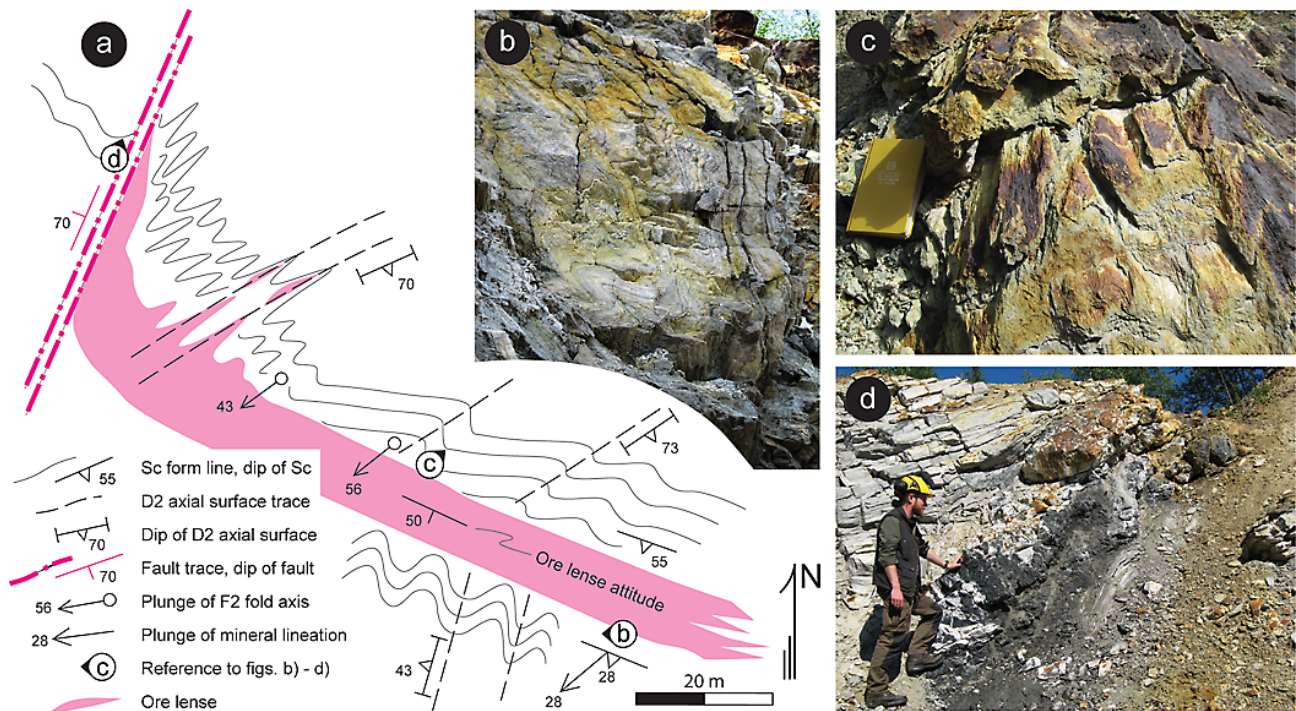 a
b
c
d
d
70
70
43
73
56
c
50
55
Ore lense attitude
N
b
43
28
28
20 m
55
Sc form line, dip of Sc
D2 axial surface trace
70
Dip of D2 axial surface
70
Fault trace, dip of fault
56
Plunge of F2 fold axis
28
Plunge of mineral lineation
c
Reference to figs. b) - d)
Ore lense